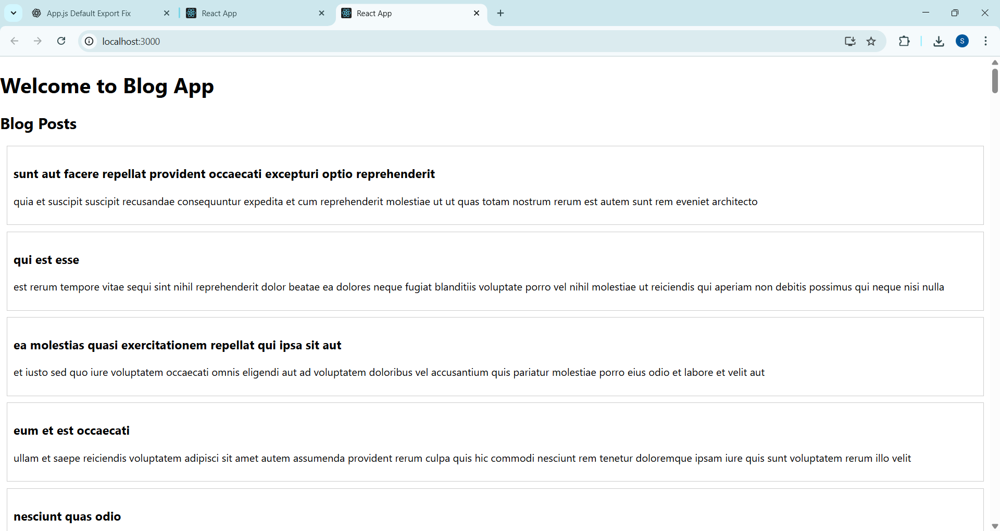 App.js Default Export Fix
React App
React App
localhost:3000
S
Welcome to Blog App
Blog Posts
sunt aut facere repellat provident occaecati excepturi optio reprehenderit
quia et suscipit suscipit recusandae consequuntur expedita et cum reprehenderit molestiae ut ut quas totam nostrum rerum est autem sunt rem eveniet architecto
qui est esse
est rerum tempore vitae sequi sint nihil reprehenderit dolor beatae ea dolores neque fugiat blanditiis voluptate porro vel nihil molestiae ut reiciendis qui aperiam non debitis possimus qui neque nisi nulla
ea molestias quasi exercitationem repellat qui ipsa sit aut
et iusto sed quo iure voluptatem occaecati omnis eligendi aut ad voluptatem doloribus vel accusantium quis pariatur molestiae porro eius odio et labore et velit aut
eum et est occaecati
ullam et saepe reiciendis voluptatem adipisci sit amet autem assumenda provident rerum culpa quis hic commodi nesciunt rem tenetur doloremque ipsam iure quis sunt voluptatem rerum illo velit
nesciunt quas odio